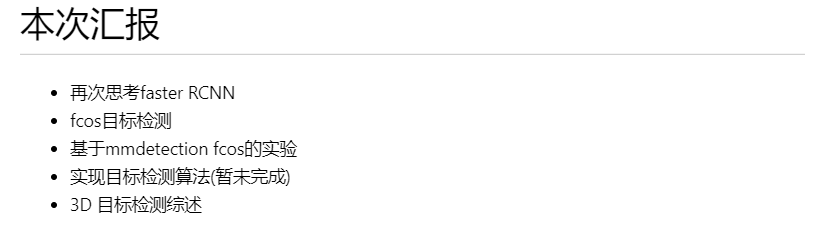 本次汇报
再次思考faster RCNN
fcos目标检测
基于mmdetection fcos的实验
实现目标检测算法(暂未完成)
3D 目标检测综述